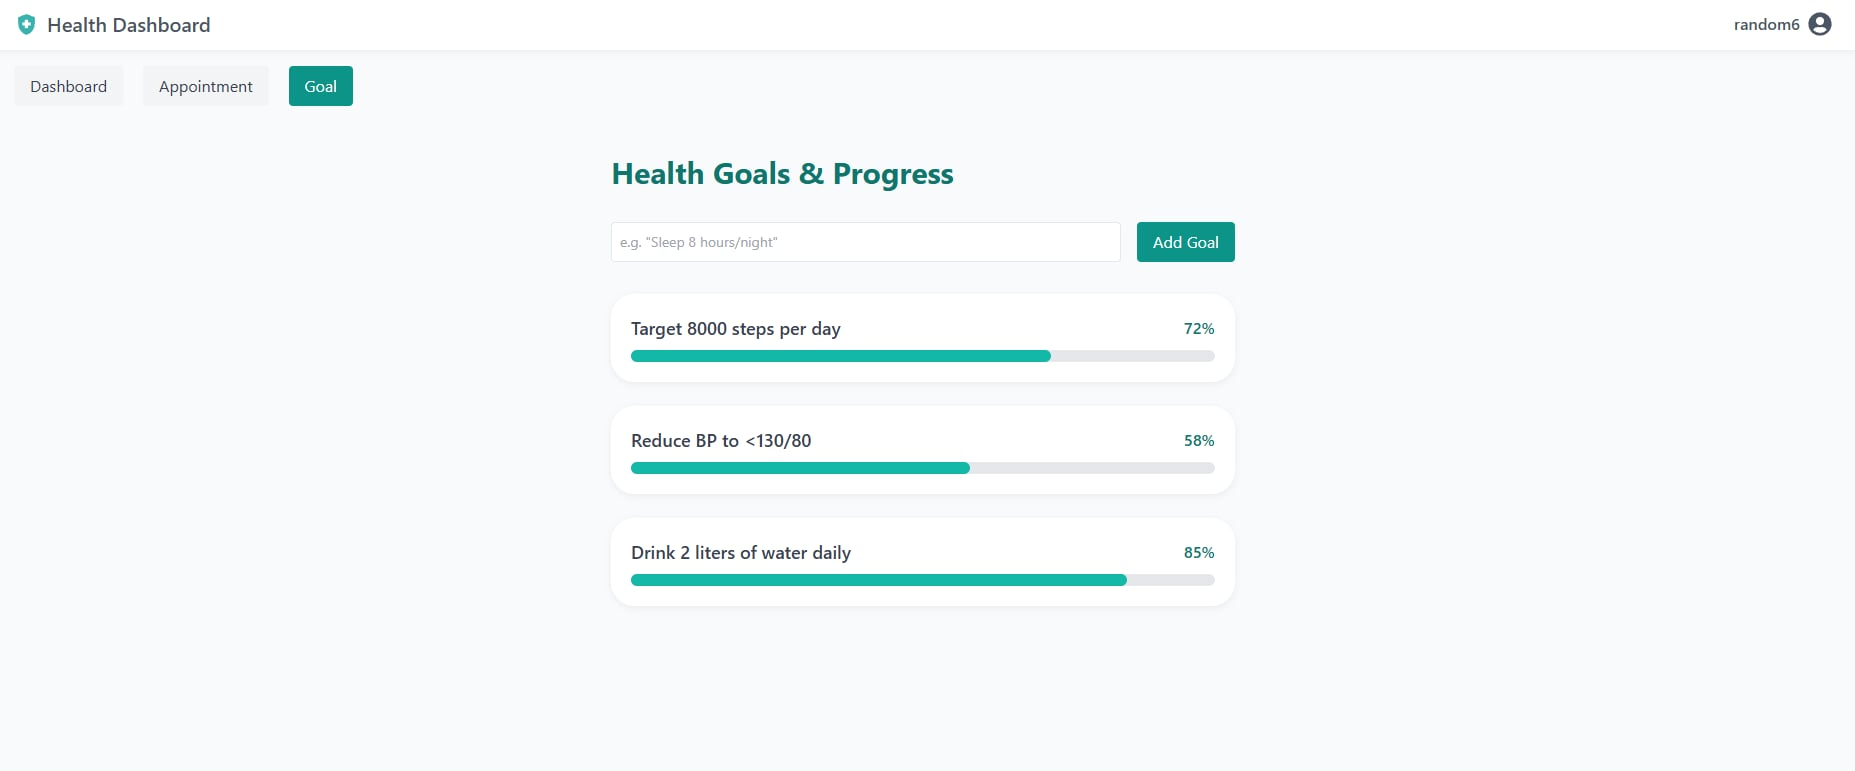 Health Dashboard
random6
Dashboard
Appointment
Goal
Health Goals & Progress
e.g. "Sleep 8 hours/night"
Add Goal
Target 8000 steps per day
72%
Reduce BP to <130/80
58%
Drink 2 liters of water daily
85%